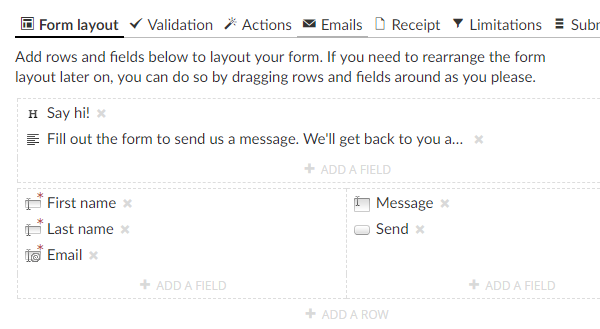 Form layout Validation Actions Emails Receipt Limitations
Add rows and fields below to layout your form. If you need to rearrange the form
layout later on, you can do so by dragging rows and fields around as you please.
H Say hi!
Fill out the form to send us a message. We'll get back to you a...
+ ADD A FIELD
* First name
* Last name
* Email
+ ADD A FIELD
Message
Send
+ ADD A FIELD
+ ADD A ROW